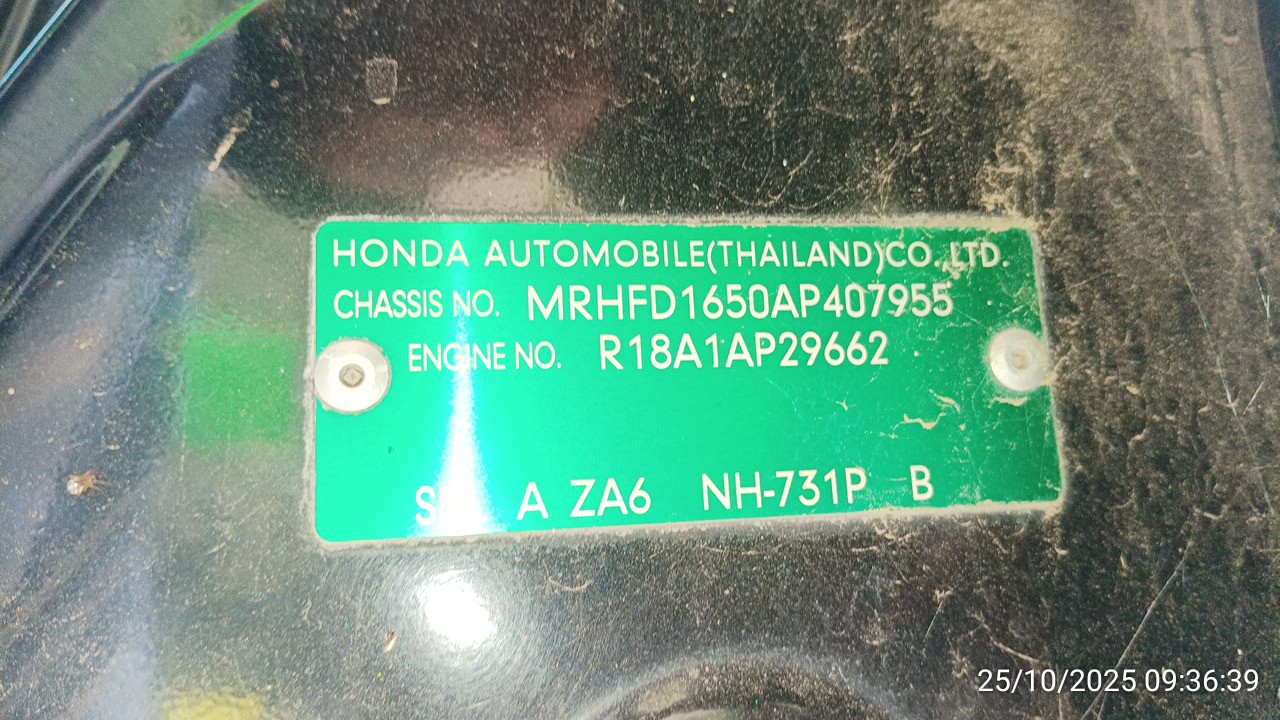 HONDA AUTOMOBILE(THAILAND)CO.,LTD.
CHASSIS NO. MRHFD1650AP407955
ENGINE NO. R18A1AP29662
A ZA6 NH-731P B
25/10/2025 09:36:39